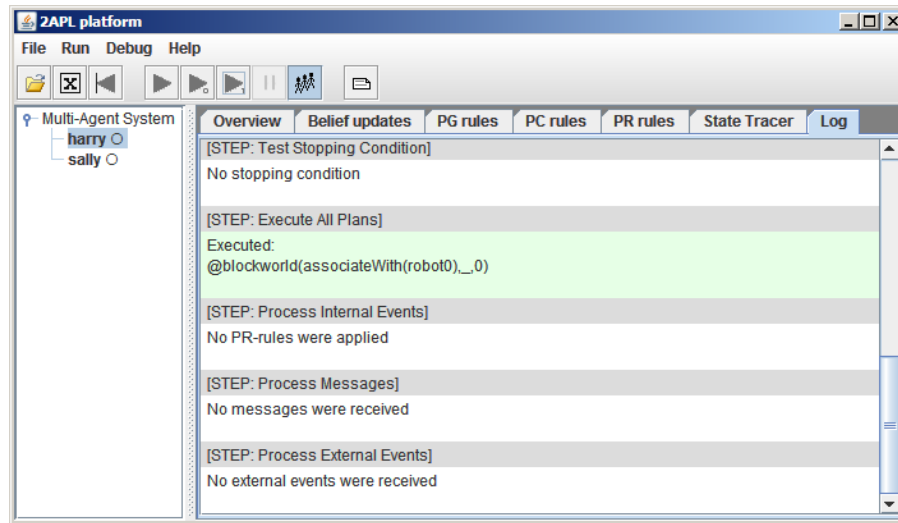 2APL platform
File Run Debug Help
Multi-Agent System
harry
sally
Overview Belief updates PG rules PC rules PR rules State Tracer Log
[STEP: Test Stopping Condition]
No stopping condition
[STEP: Execute All Plans]
Executed:
@blockworld(associateWith(robot0),_,0)
[STEP: Process Internal Events]
No PR-rules were applied
[STEP: Process Messages]
No messages were received
[STEP: Process External Events]
No external events were received